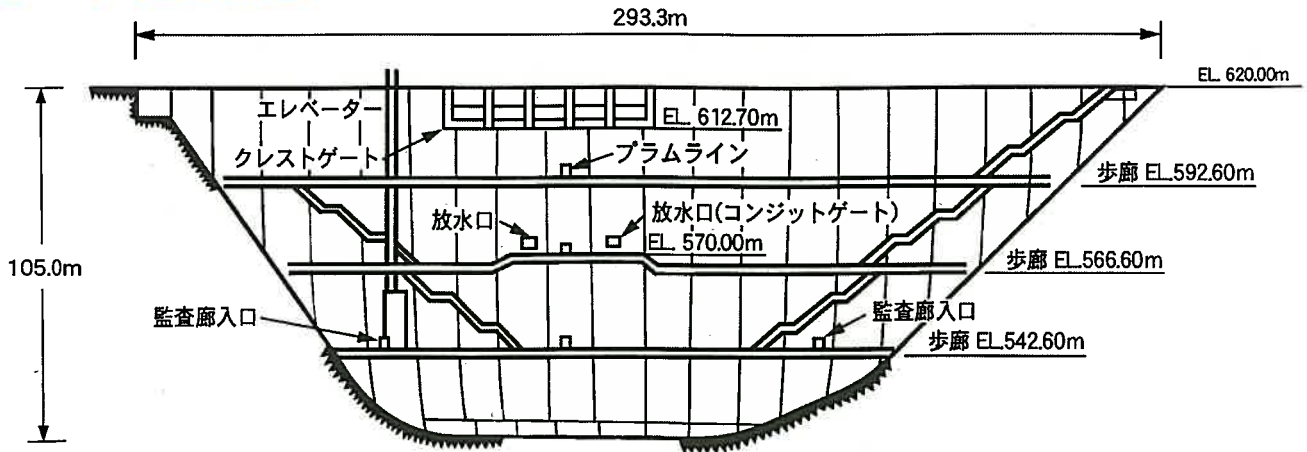 293.3m
EL. 620.00m
エレベーター
EL. 612.70m
クレストゲート
プラムライン
歩廊 EL.592.60m
放水口
放水口(コンジットゲート)
EL. 570.00m
105.0m
歩廊 EL.566.60m
監査廊入口
監査廊入口
歩廊 EL.542.60m